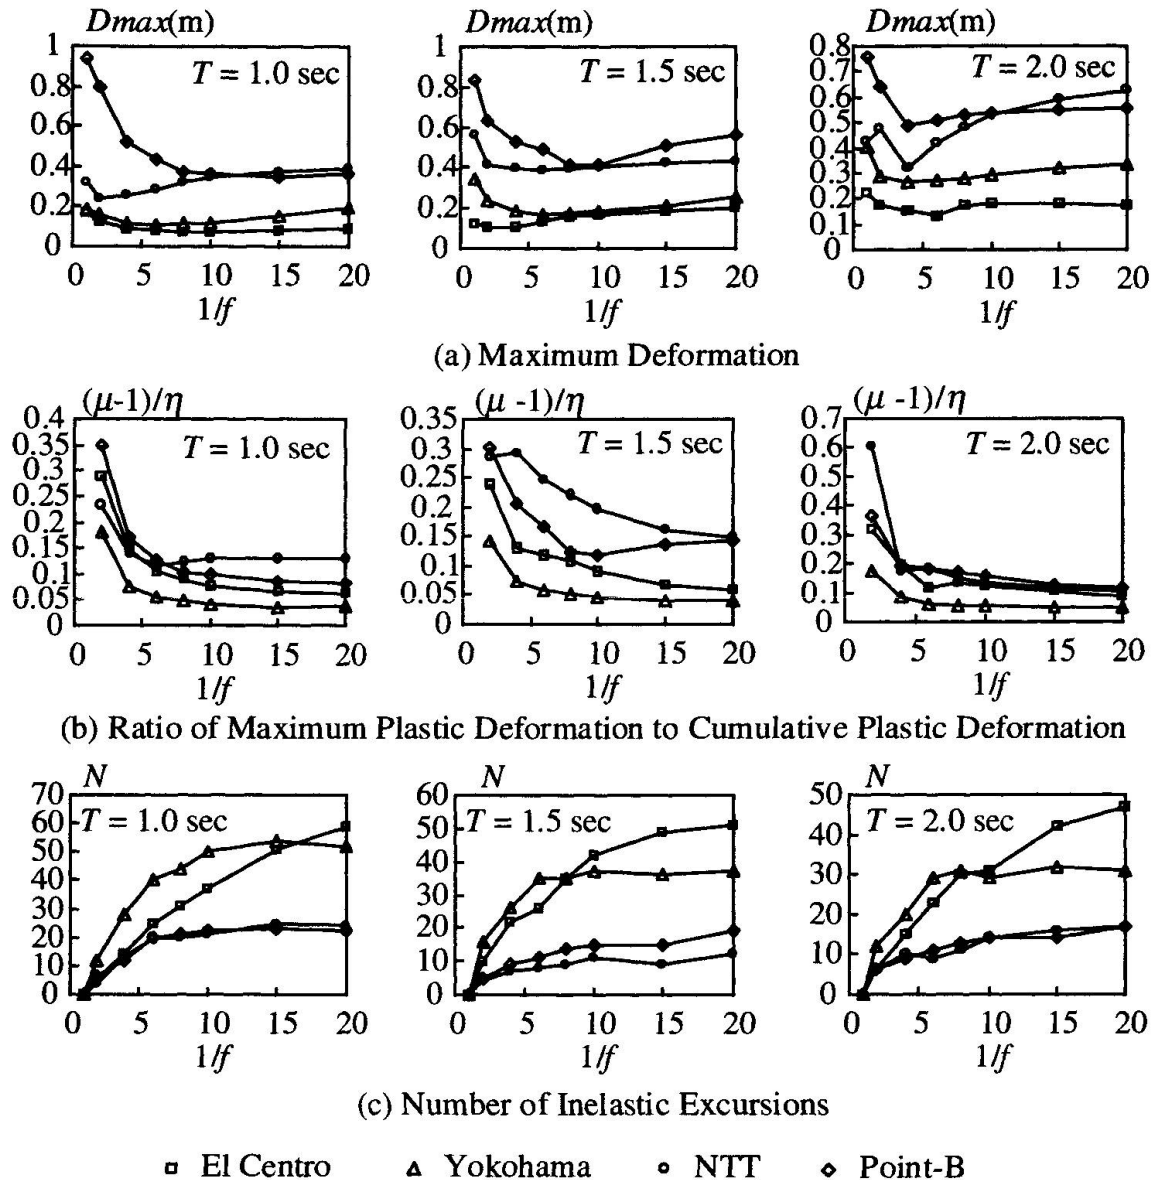 Dmax(m) Dmax(m) Dmax(m)
T = 1.0 sec T = 1.5 sec T = 2.0 sec
1 0.8 0.6 0.4 0.2 0
1 0.8 0.6 0.4 0.2 0
0.8 0.7 0.6 0.5 0.4 0.3 0.2 0.1 0
0 5 10 15 20 0 5 10 15 20 0 5 10 15 20
1/f 1/f 1/f
(a) Maximum Deformation
(μ-1)/η (μ -1)/η (μ -1)/η
T = 1.0 sec T = 1.5 sec T = 2.0 sec
0.4 0.35 0.3 0.25 0.2 0.15 0.1 0.05 0
0.35 0.3 0.25 0.2 0.15 0.1 0.05 0
0.7 0.6 0.5 0.4 0.3 0.2 0.1 0
0 5 10 15 20 0 5 10 15 20 0 5 10 15 20
1/f 1/f 1/f
(b) Ratio of Maximum Plastic Deformation to Cumulative Plastic Deformation
N N N
T = 1.0 sec T = 1.5 sec T = 2.0 sec
70 60 50 40 30 20 10 0
60 50 40 30 20 10 0
50 40 30 20 10 0
0 5 10 15 20 0 5 10 15 20 0 5 10 15 20
1/f 1/f 1/f
(c) Number of Inelastic Excursions
El Centro Yokohama NTT Point-B